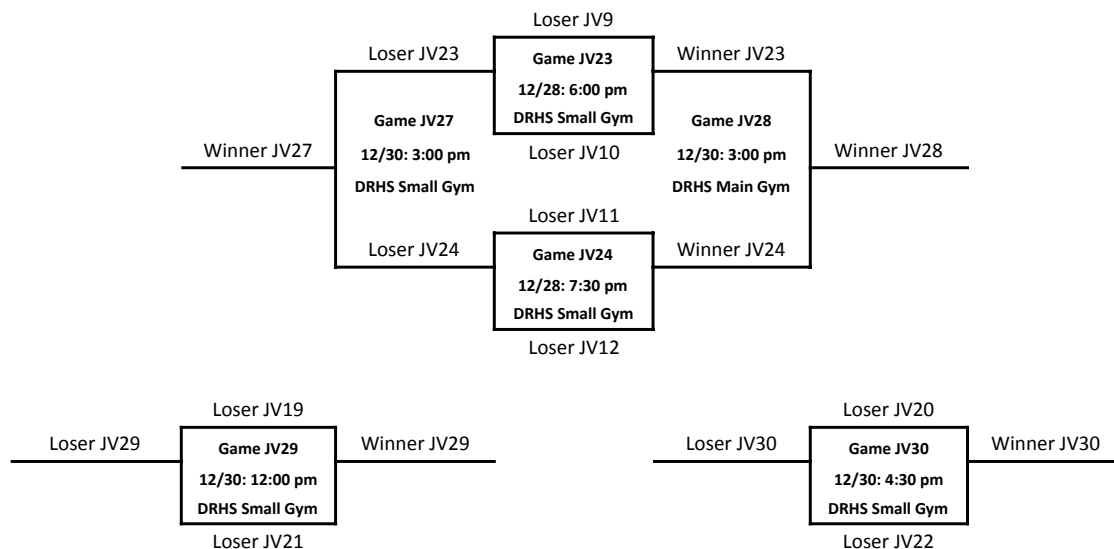 Loser JV9
Loser JV23
Game JV23
Winner JV23
12/28: 6:00 pm
Game JV27
DRHS Small Gym
Game JV28
Winner JV27
12/30: 3:00 pm
Loser JV10
12/30: 3:00 pm
Winner JV28
DRHS Small Gym
DRHS Main Gym
Loser JV11
Loser JV24
Game JV24
Winner JV24
12/28: 7:30 pm
DRHS Small Gym
Loser JV12
Loser JV19
Loser JV29
Game JV29
Winner JV29
12/30: 12:00 pm
DRHS Small Gym
Loser JV21
Loser JV20
Loser JV30
Game JV30
Winner JV30
12/30: 4:30 pm
DRHS Small Gym
Loser JV22